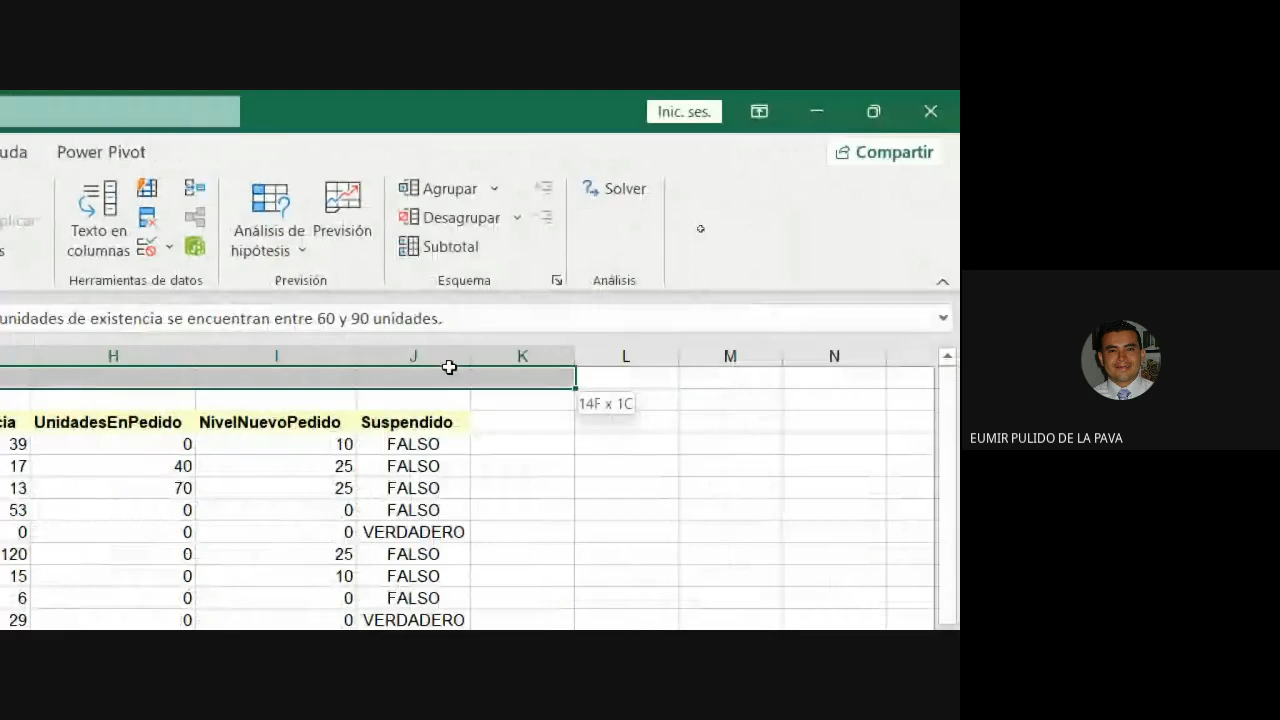 Inic. ses.
uda Power Pivot Compartir
Agrupar Solver
Desagrupar
Subtotal
Texto en
columnas
Análisis de
hipótesis
Previsión
Herramientas de datos Previsión Esquema Análisis
unidades de existencia se encuentran entre 60 y 90 unidades.
H I J K L M N
14F x 1C
cia UnidadesEnPedido NivelNuevoPedido Suspendido
39 0 10 FALSO
17 40 25 FALSO
13 70 25 FALSO
53 0 0 FALSO
0 0 0 VERDADERO
120 0 25 FALSO
15 0 10 FALSO
6 0 0 FALSO
29 0 0 VERDADERO
EUMIR PULIDO DE LA PAVA